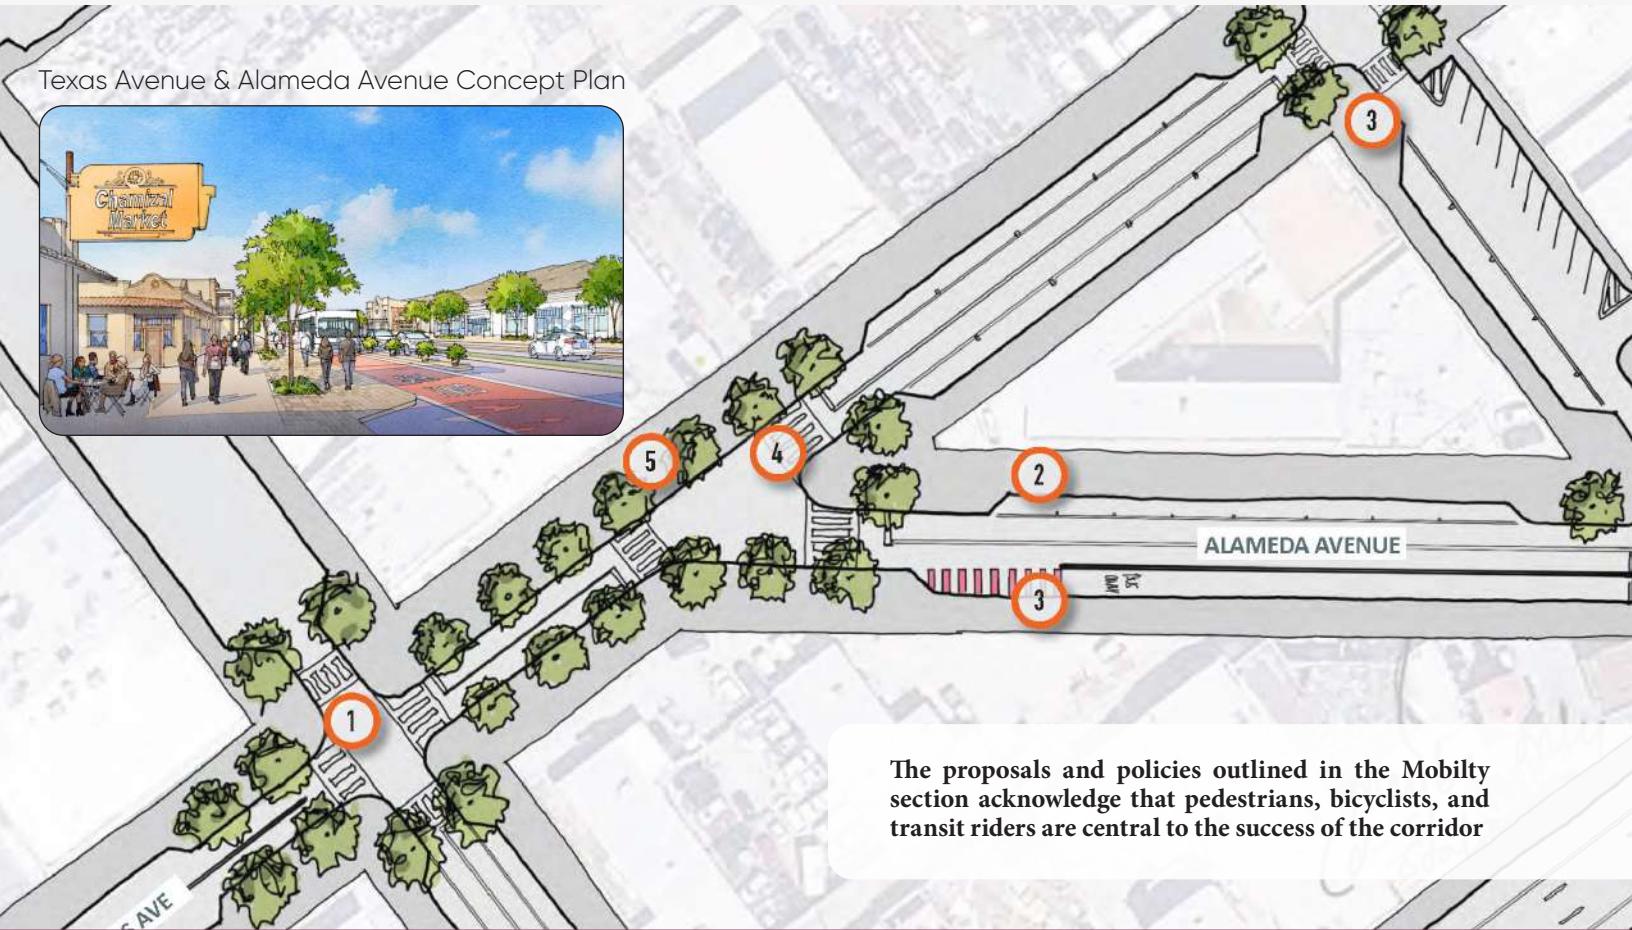 Texas Avenue & Alameda Avenue Concept Plan
Chamizal
Market
3
5
4
2
ALAMEDA AVENUE
BUS
ONLY
3
1
The proposals and policies outlined in the Mobilty
section acknowledge that pedestrians, bicyclists, and
transit riders are central to the success of the corridor
S AVE